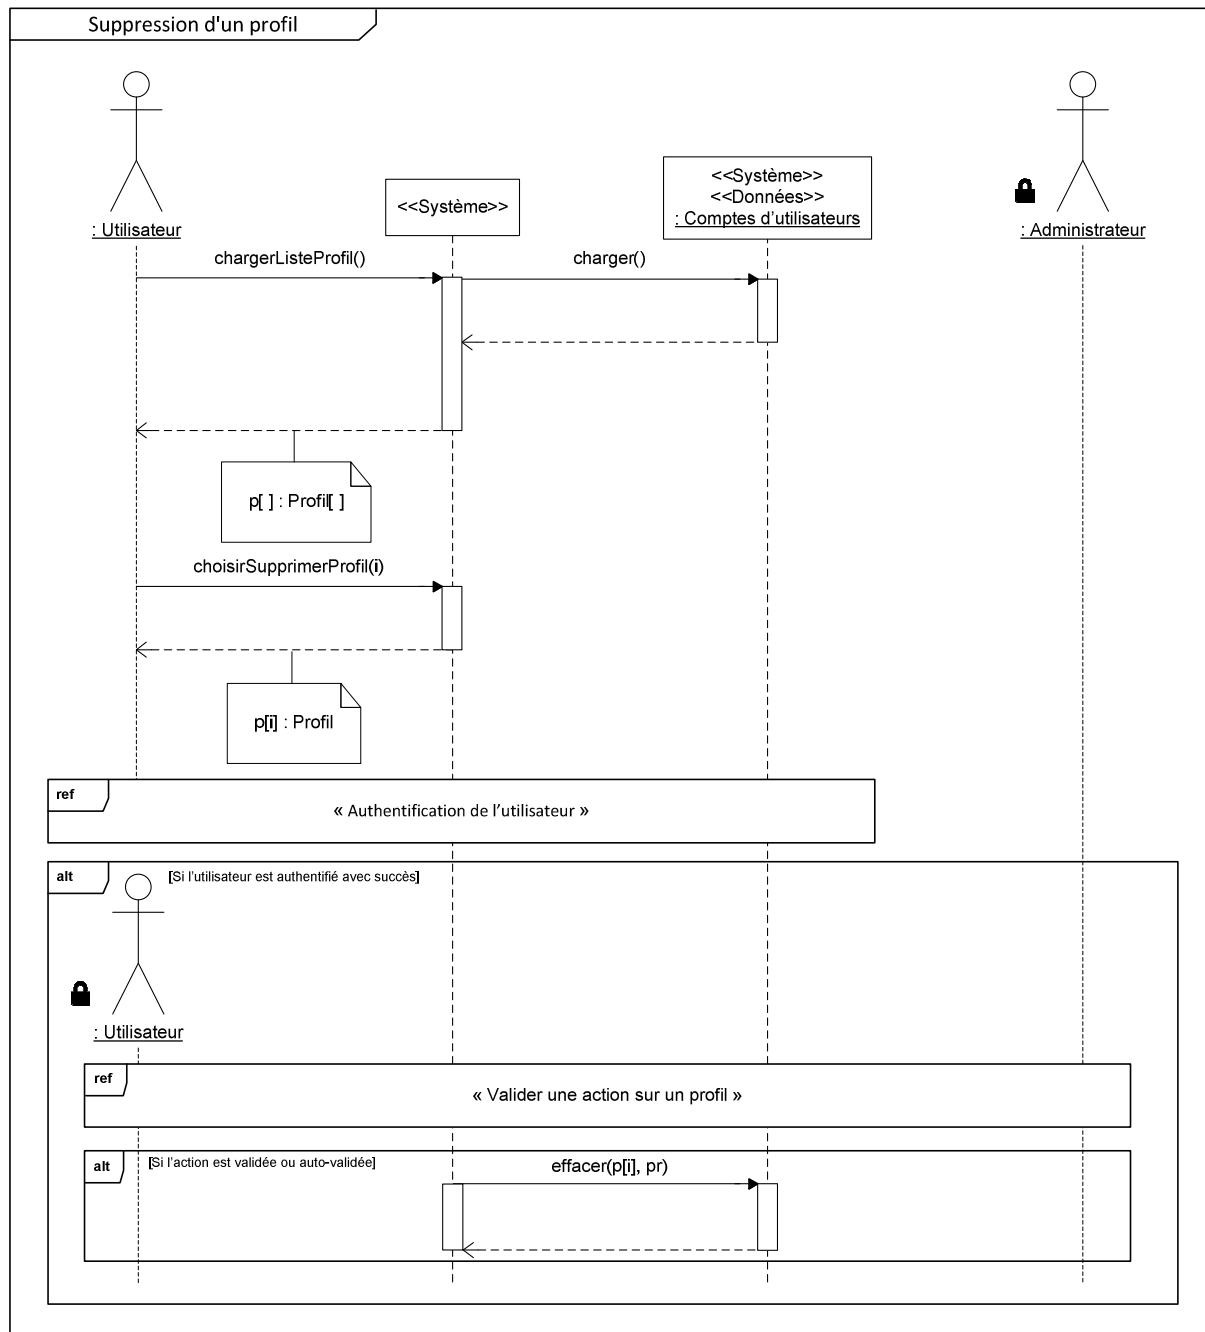 Suppression d'un profil
<<Système>>
<<Données>>
: Comptes d'utilisateurs
<<Système>>
: Utilisateur
: Administrateur
chargerListeProfil()
charger()
p[ ] : Profil[ ]
choisirSupprimerProfil(i)
p[i] : Profil
ref
« Authentification de l'utilisateur »
alt
[Si l'utilisateur est authentifié avec succès]
: Utilisateur
ref
« Valider une action sur un profil »
alt
[Si l'action est validée ou auto-validée]
effacer(p[i], pr)